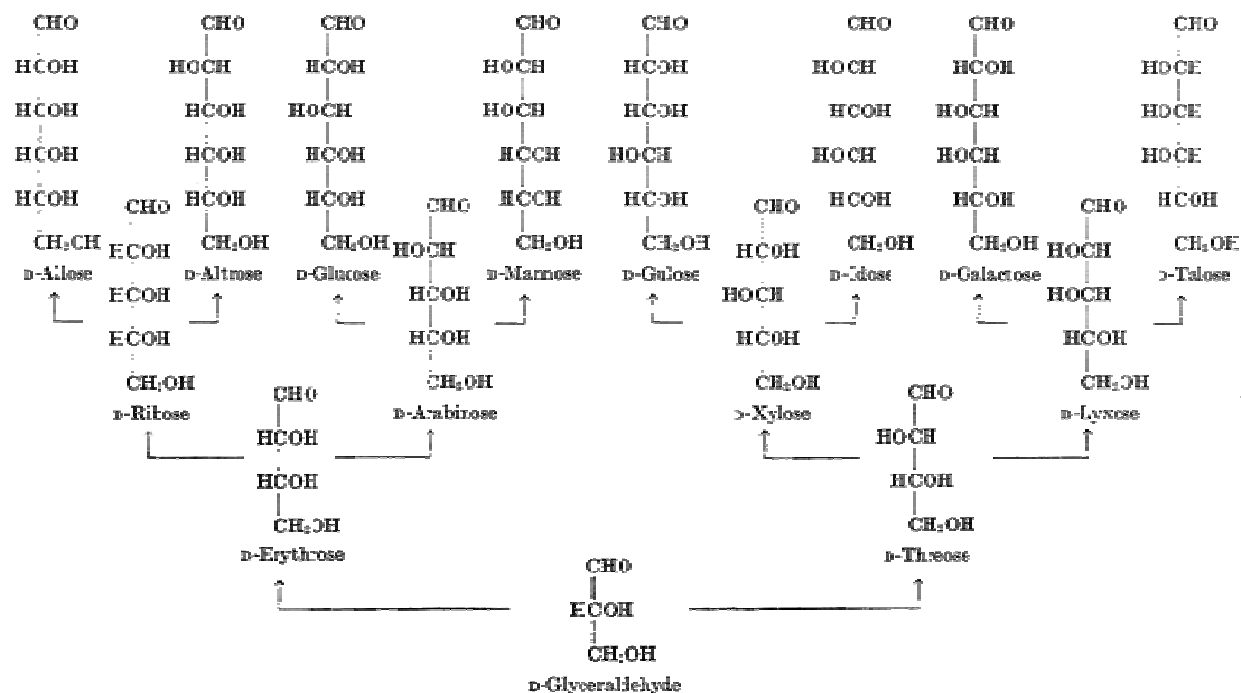 CHO CHO CHO CHO CHO CHO CHO CHO
HCOH HOCH HCOH HOCH HCOH HOCH HCOH HOCH
HCOH HCOH HOCH HOCH HCOH HCOH HOCH HOCH
HCOH HCOH HCOH HCOH HOCH HOCH HOCH HOCH
HCOH HCOH HCOH HCOH HCOH HCOH HCOH HCOH
CHO CHO CHO CHO
CH₂OH CH₂OH CH₂OH CH₂OH CH₂OH CH₂OH CH₂OH CH₂OH
HCOH HOCH HCOH HOCH
D-Allose D-Altrose D-Glucose D-Mannose D-Gulose D-Idose D-Galactose D-Talose
HCOH HCOH HOCH HOCH
HCOH HCOH HCOH HCOH
CH₂OH CH₂OH CH₂OH CH₂OH
D-Ribose D-Arabinose D-Xylose D-Lyxose
CHO CHO
HCOH HOCH
HCOH HCOH
CH₂OH CH₂OH
D-Erythrose D-Threose
CHO
HCOH
CH₂OH
D-Glyceraldehyde